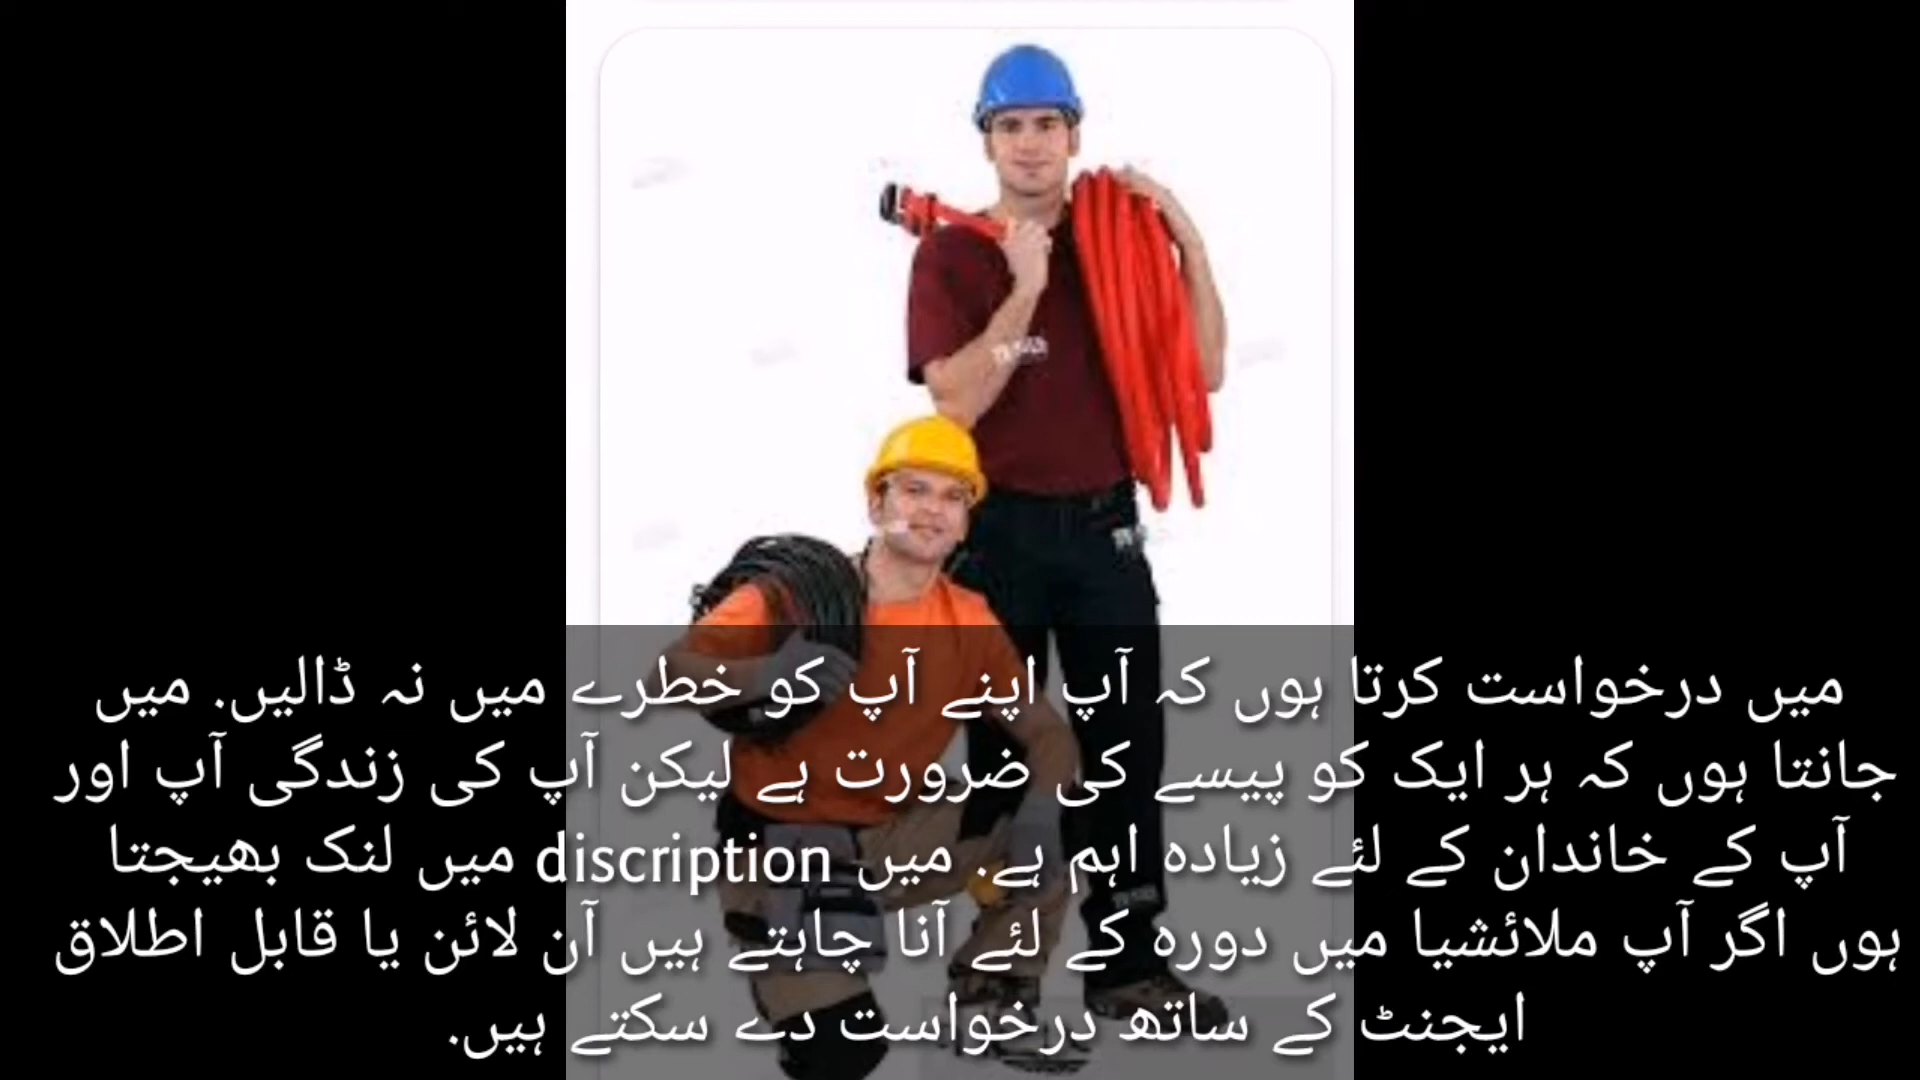 میں درخواست کرتا ہوں کہ آپ اپنے آپ کو خطرے میں نہ ڈالیں. میں
جانتا ہوں کہ ہر ایک کو پیسے کی ضرورت ہے لیکن آپ کی زندگی آپ اور
آپ کے خاندان کے لئے زیادہ اہم ہے. میں discription میں لنک بھیجتا
ہوں اگر آپ ملائشیا میں دورہ کے لئے آنا چاہتے ہیں آن لائن یا قابل اطلاق
ایجنٹ کے ساتھ درخواست دے سکتے ہیں.